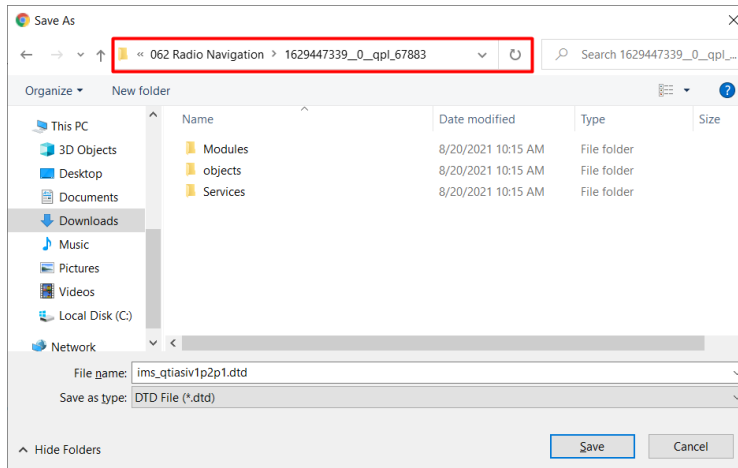 Save As
« 062 Radio Navigation > 1629447339__0__qpl_67883
Search 1629447339__0__qpl_...
Organize
New folder
?
Name Date modified Type Size
This PC
3D Objects
Desktop
Documents
Downloads
Music
Pictures
Videos
Local Disk (C:)
Network
Modules 8/20/2021 10:15 AM File folder
objects 8/20/2021 10:15 AM File folder
Services 8/20/2021 10:15 AM File folder
File name: ims_qtiasiv1p2p1.dtd
Save as type: DTD File (*.dtd)
Hide Folders
Save
Cancel